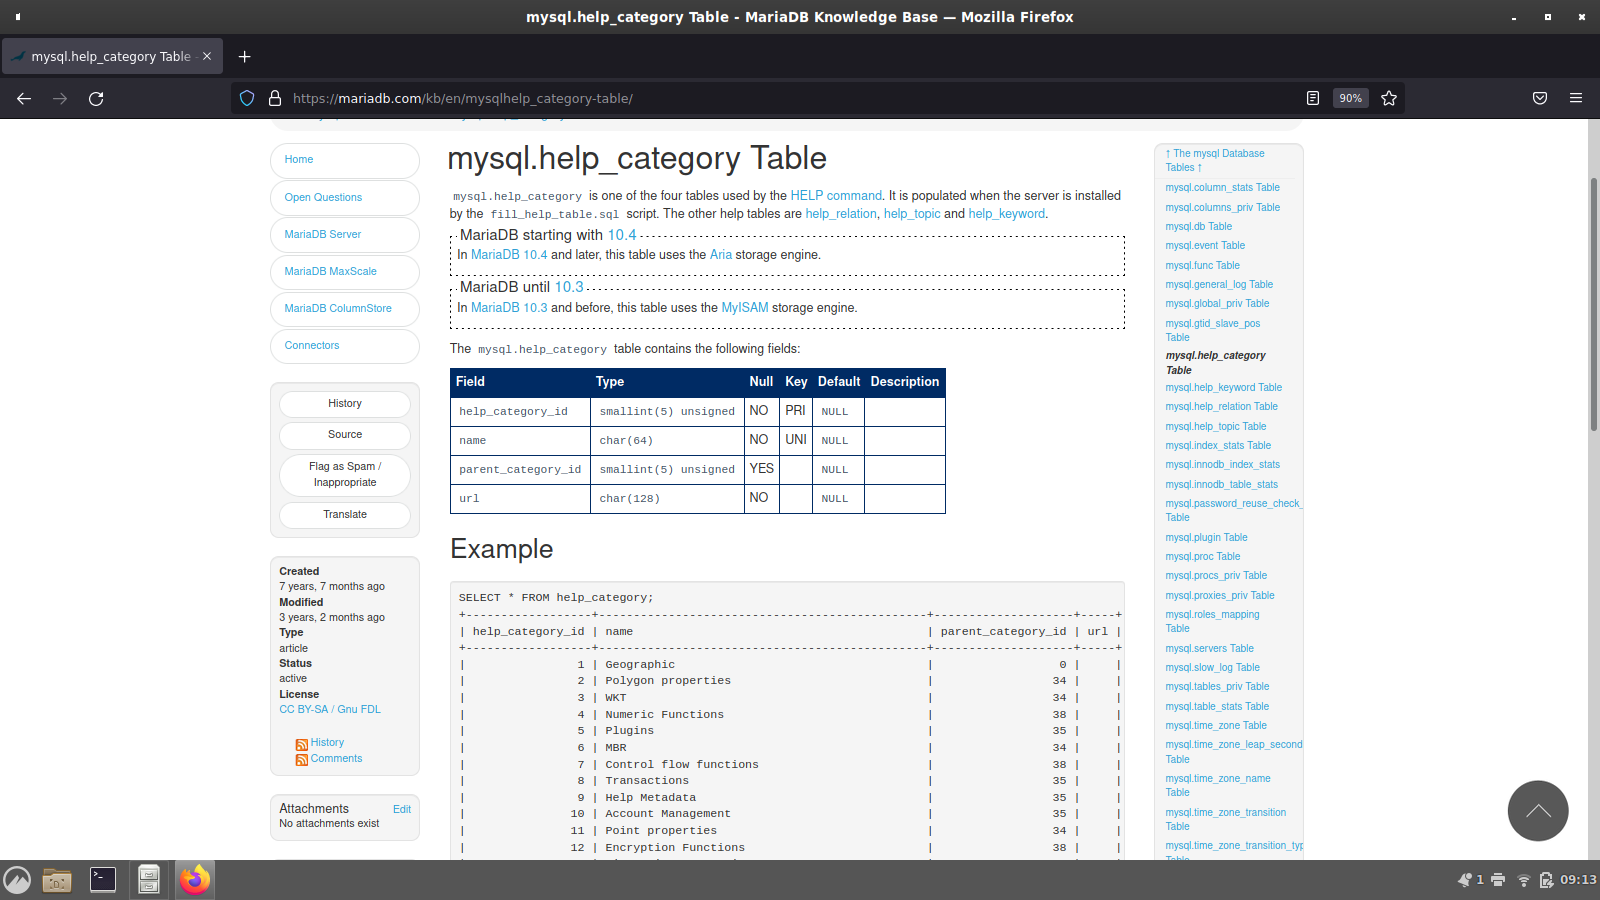 mysql.help_category Table - MariaDB Knowledge Base — Mozilla Firefox
mysql.help_category Table -
https://mariadb.com/kb/en/mysqlhelp_category-table/
90%
Home
Open Questions
MariaDB Server
MariaDB MaxScale
MariaDB ColumnStore
Connectors
History
Source
Flag as Spam /
Inappropriate
Translate
Created
7 years, 7 months ago
Modified
3 years, 2 months ago
Type
article
Status
active
License
CC BY-SA / Gnu FDL
History
Comments
Attachments Edit
No attachments exist
mysql.help_category Table
mysql.help_category is one of the four tables used by the HELP command. It is populated when the server is installed
by the fill_help_table.sql script. The other help tables are help_relation, help_topic and help_keyword.
MariaDB starting with 10.4
In MariaDB 10.4 and later, this table uses the Aria storage engine.
MariaDB until 10.3
In MariaDB 10.3 and before, this table uses the MyISAM storage engine.
The mysql.help_category table contains the following fields:
Field Type Null Key Default Description
help_category_id smallint(5) unsigned NO PRI NULL
name char(64) NO UNI NULL
parent_category_id smallint(5) unsigned YES NULL
url char(128) NO NULL
Example
SELECT * FROM help_category;
+------------------+-----------------------------------------------+--------------------+-----+
| help_category_id | name | parent_category_id | url |
+------------------+-----------------------------------------------+--------------------+-----+
| 1 | Geographic | 0 | |
| 2 | Polygon properties | 34 | |
| 3 | WKT | 34 | |
| 4 | Numeric Functions | 38 | |
| 5 | Plugins | 35 | |
| 6 | MBR | 34 | |
| 7 | Control flow functions | 38 | |
| 8 | Transactions | 35 | |
| 9 | Help Metadata | 35 | |
| 10 | Account Management | 35 | |
| 11 | Point properties | 34 | |
| 12 | Encryption Functions | 38 | |
↑ The mysql Database
Tables ↑
mysql.column_stats Table
mysql.columns_priv Table
mysql.db Table
mysql.event Table
mysql.func Table
mysql.general_log Table
mysql.global_priv Table
mysql.gtid_slave_pos
Table
mysql.help_category
Table
mysql.help_keyword Table
mysql.help_relation Table
mysql.help_topic Table
mysql.index_stats Table
mysql.innodb_index_stats
mysql.innodb_table_stats
mysql.password_reuse_check_
Table
mysql.plugin Table
mysql.proc Table
mysql.procs_priv Table
mysql.proxies_priv Table
mysql.roles_mapping
Table
mysql.servers Table
mysql.slow_log Table
mysql.tables_priv Table
mysql.table_stats Table
mysql.time_zone Table
mysql.time_zone_leap_second
Table
mysql.time_zone_name
Table
mysql.time_zone_transition
Table
mysql.time_zone_transition_typ
1
09:13